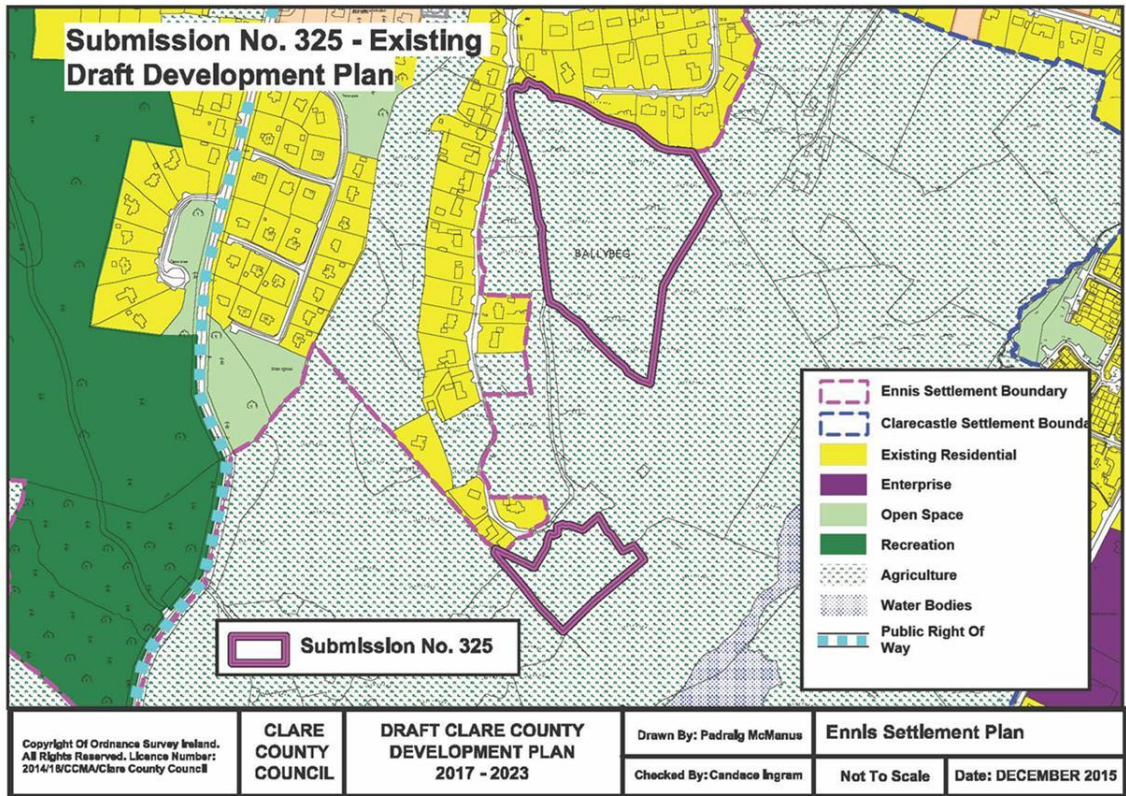 Submission No. 325 - Existing
Draft Development Plan
BALLYBEG
Ennis Settlement Boundary
Clarecastle Settlement Bounda
Existing Residential
Enterprise
Open Space
Recreation
Agriculture
Water Bodies
Public Right Of
Way
Submission No. 325
Copyright Of Ordnance Survey Ireland.
All Rights Reserved. Licence Number:
2014/18/CCMA/Clare County Council
CLARE
COUNTY
COUNCIL
DRAFT CLARE COUNTY
DEVELOPMENT PLAN
2017 - 2023
Drawn By: Padraig McManus
Checked By: Candace Ingram
Ennis Settlement Plan
Not To Scale
Date: DECEMBER 2015